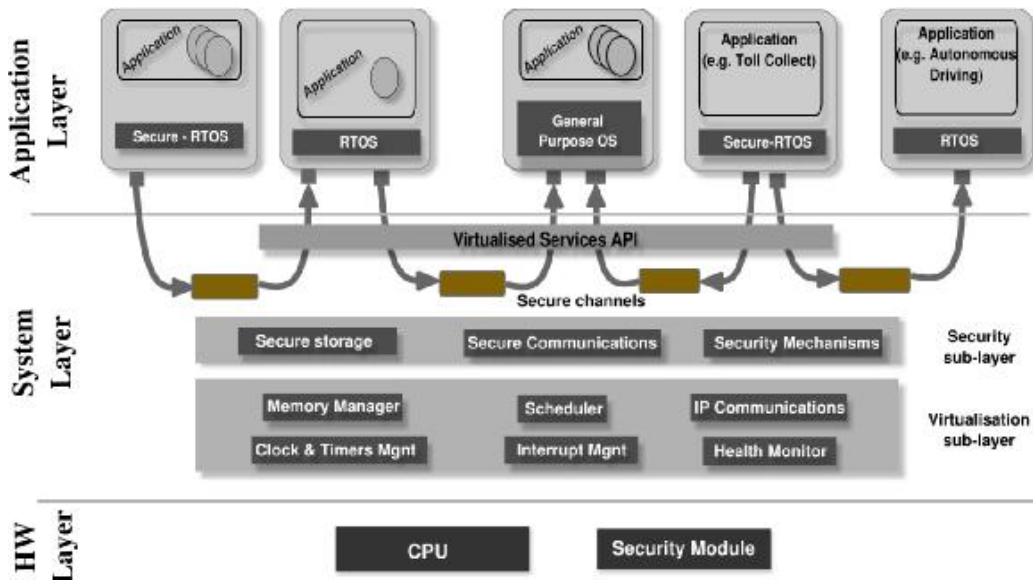 Application Layer
Application
Secure - RTOS
Application
RTOS
Application
General
Purpose OS
Application
(e.g. Toll Collect)
Secure-RTOS
Application
(e.g. Autonomous
Driving)
RTOS
System Layer
Virtualised Services API
Secure channels
Secure storage
Secure Communications
Security Mechanisms
Security
sub-layer
Memory Manager
Scheduler
IP Communications
Clock & Timers Mgnt
Interrupt Mgnt
Health Monitor
Virtualisation
sub-layer
HW Layer
CPU
Security Module